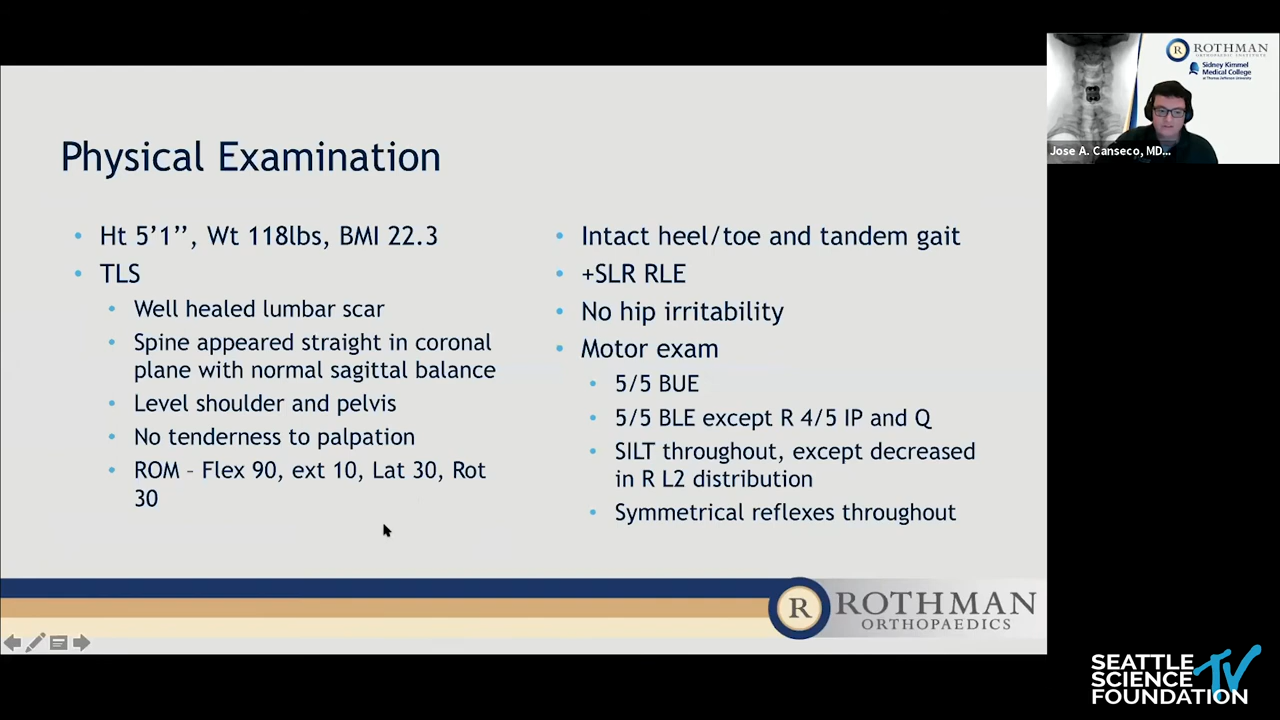 Physical Examination
• Ht 5’1’’, Wt 118lbs, BMI 22.3
• TLS
• Well healed lumbar scar
• Spine appeared straight in coronal
plane with normal sagittal balance
• Level shoulder and pelvis
• No tenderness to palpation
• ROM – Flex 90, ext 10, Lat 30, Rot
30
• Intact heel/toe and tandem gait
• +SLR RLE
• No hip irritability
• Motor exam
• 5/5 BUE
• 5/5 BLE except R 4/5 IP and Q
• SILT throughout, except decreased
in R L2 distribution
• Symmetrical reflexes throughout
R ROTHMAN
ORTHOPAEDICS
R ROTHMAN
ORTHOPAEDIC INSTITUTE
Sidney Kimmel
Medical College
at Thomas Jefferson University
Jose A. Canseco, MD...
SEATTLE
SCIENCE TV
FOUNDATION